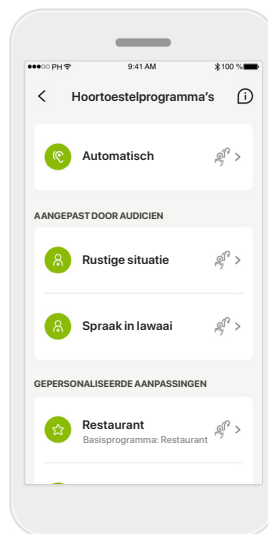 PH 9:41 AM 100 %
Hoortoestelprogramma's
Automatisch
AANGEPAST DOOR AUDICIEN
Rustige situatie
Spraak in lawaai
GEPERSONALISEERDE AANPASSINGEN
Restaurant
Basisprogramma: Restaurant